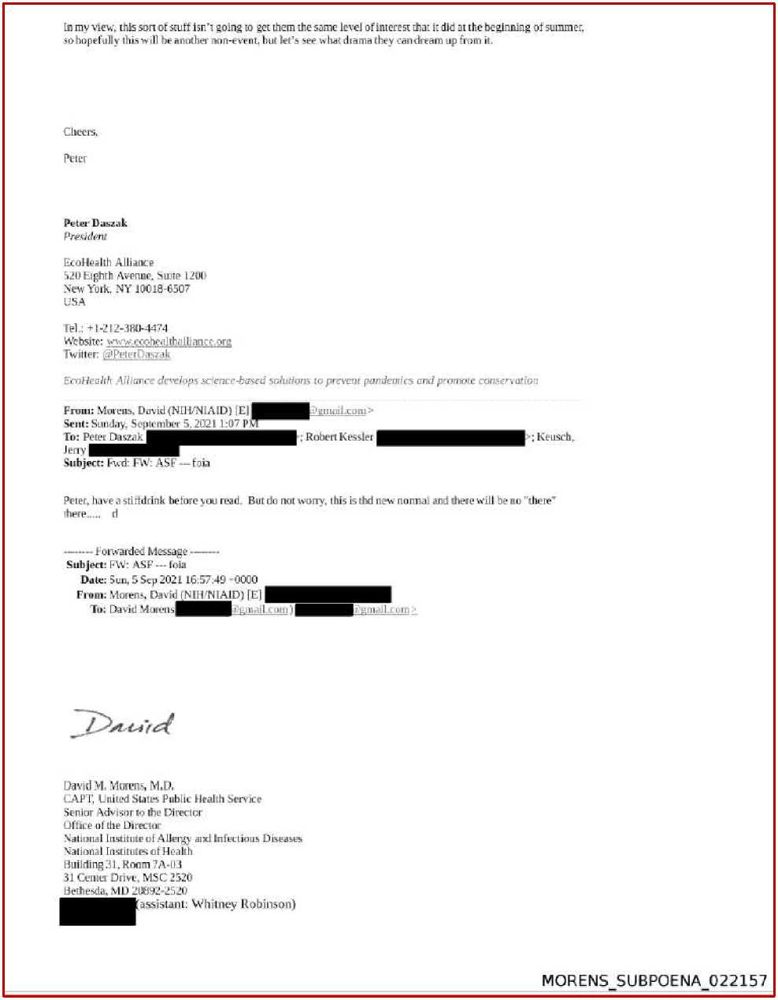 In my view, this sort of stuff isn't going to get them the same level of interest that it did at the beginning of summer,
so hopefully this will be another non-event, but let's see what drama they can dream up from it.
Cheers,
Peter
Peter Daszak
President
EcoHealth Alliance
520 Eighth Avenue, Suite 1200
New York, NY 10018-6507
USA
Tel.: +1-212-380-4474
Website: www.ecohealthalliance.org
Twitter: @PeterDaszak
EcoHealth Alliance develops science-based solutions to prevent pandemics and promote conservation
From: Morens, David (NIH/NIAID) [E] @gmail.com>
Sent: Sunday, September 5, 2021 1:07 PM
To: Peter Daszak >; Robert Kessler >; Keusch,
Jerry
Subject: Fwd: FW: ASF --- foia
Peter, have a stiffdrink before you read. But do not worry, this is thd new normal and there will be no "there"
there..... d
-------- Forwarded Message --------
Subject: FW: ASF --- foia
Date: Sun, 5 Sep 2021 16:57:49 +0000
From: Morens, David (NIH/NIAID) [E]
To: David Morens @gmail.com) @gmail.com>
David
David M. Morens, M.D.
CAPT, United States Public Health Service
Senior Advisor to the Director
Office of the Director
National Institute of Allergy and Infectious Diseases
National Institutes of Health
Building 31, Room 7A-03
31 Center Drive, MSC 2520
Bethesda, MD 20892-2520
(assistant: Whitney Robinson)
MORENS_SUBPOENA_022157